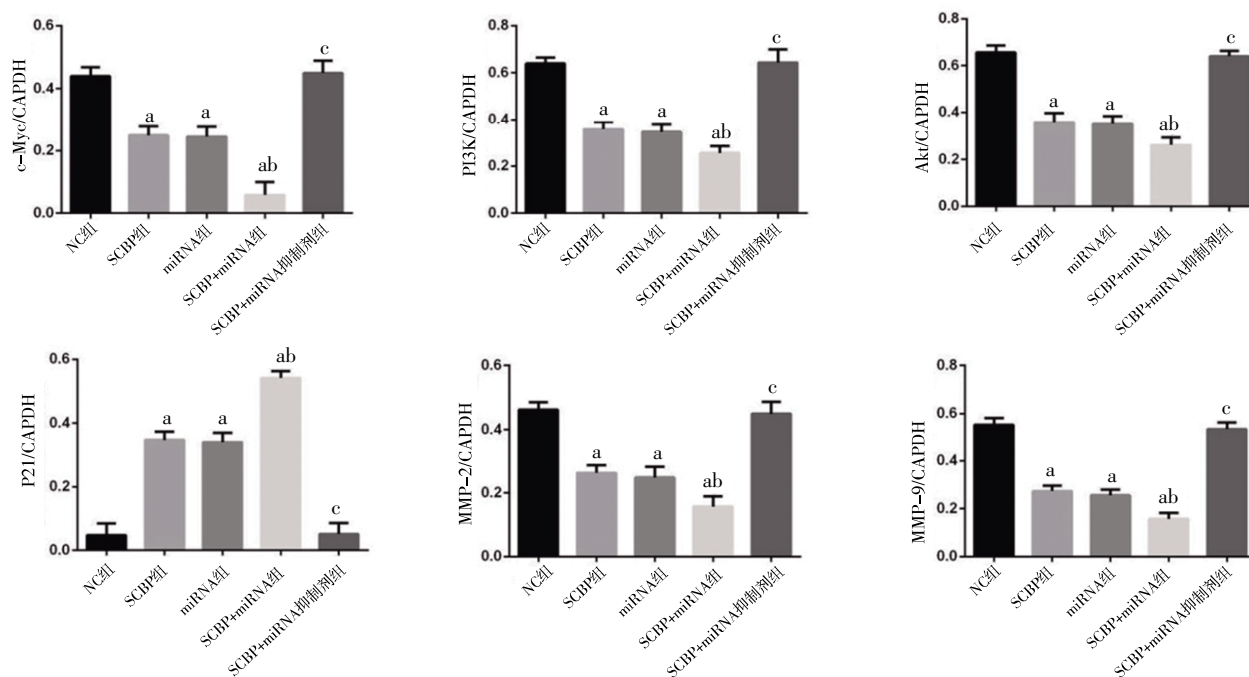 c-Myc/CAPDH
0.6
0.4
0.2
0.0
a
a
ab
c
NC组
SCBP组
miRNA组
SCBP+miRNA组
SCBP+miRNA抑制剂组
PI3K/CAPDH
0.8
0.6
0.4
0.2
0.0
a
a
ab
c
NC组
SCBP组
miRNA组
SCBP+miRNA组
SCBP+miRNA抑制剂组
Akt/CAPDH
0.8
0.6
0.4
0.2
0.0
a
a
ab
c
NC组
SCBP组
miRNA组
SCBP+miRNA组
SCBP+miRNA抑制剂组
P21/CAPDH
0.6
0.4
0.2
0.0
a
a
ab
c
NC组
SCBP组
miRNA组
SCBP+miRNA组
SCBP+miRNA抑制剂组
MMP-2/CAPDH
0.6
0.4
0.2
0.0
a
a
ab
c
NC组
SCBP组
miRNA组
SCBP+miRNA组
SCBP+miRNA抑制剂组
MMP-9/CAPDH
0.8
0.6
0.4
0.2
0.0
a
a
ab
c
NC组
SCBP组
miRNA组
SCBP+miRNA组
SCBP+miRNA抑制剂组